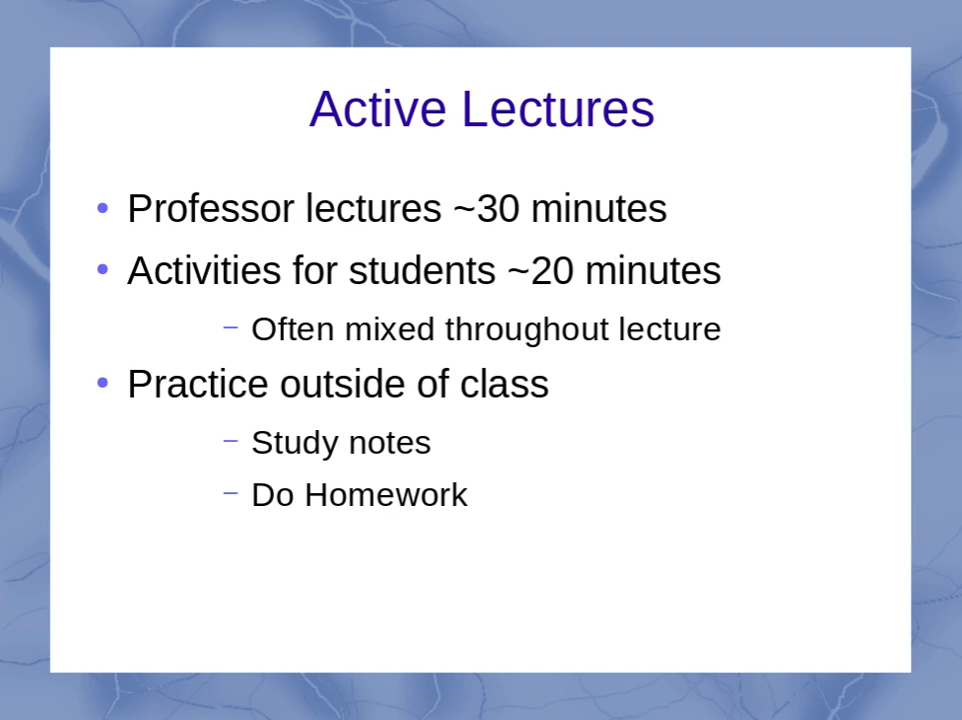 Active Lectures
• Professor lectures ~30 minutes
• Activities for students ~20 minutes
– Often mixed throughout lecture
• Practice outside of class
– Study notes
– Do Homework